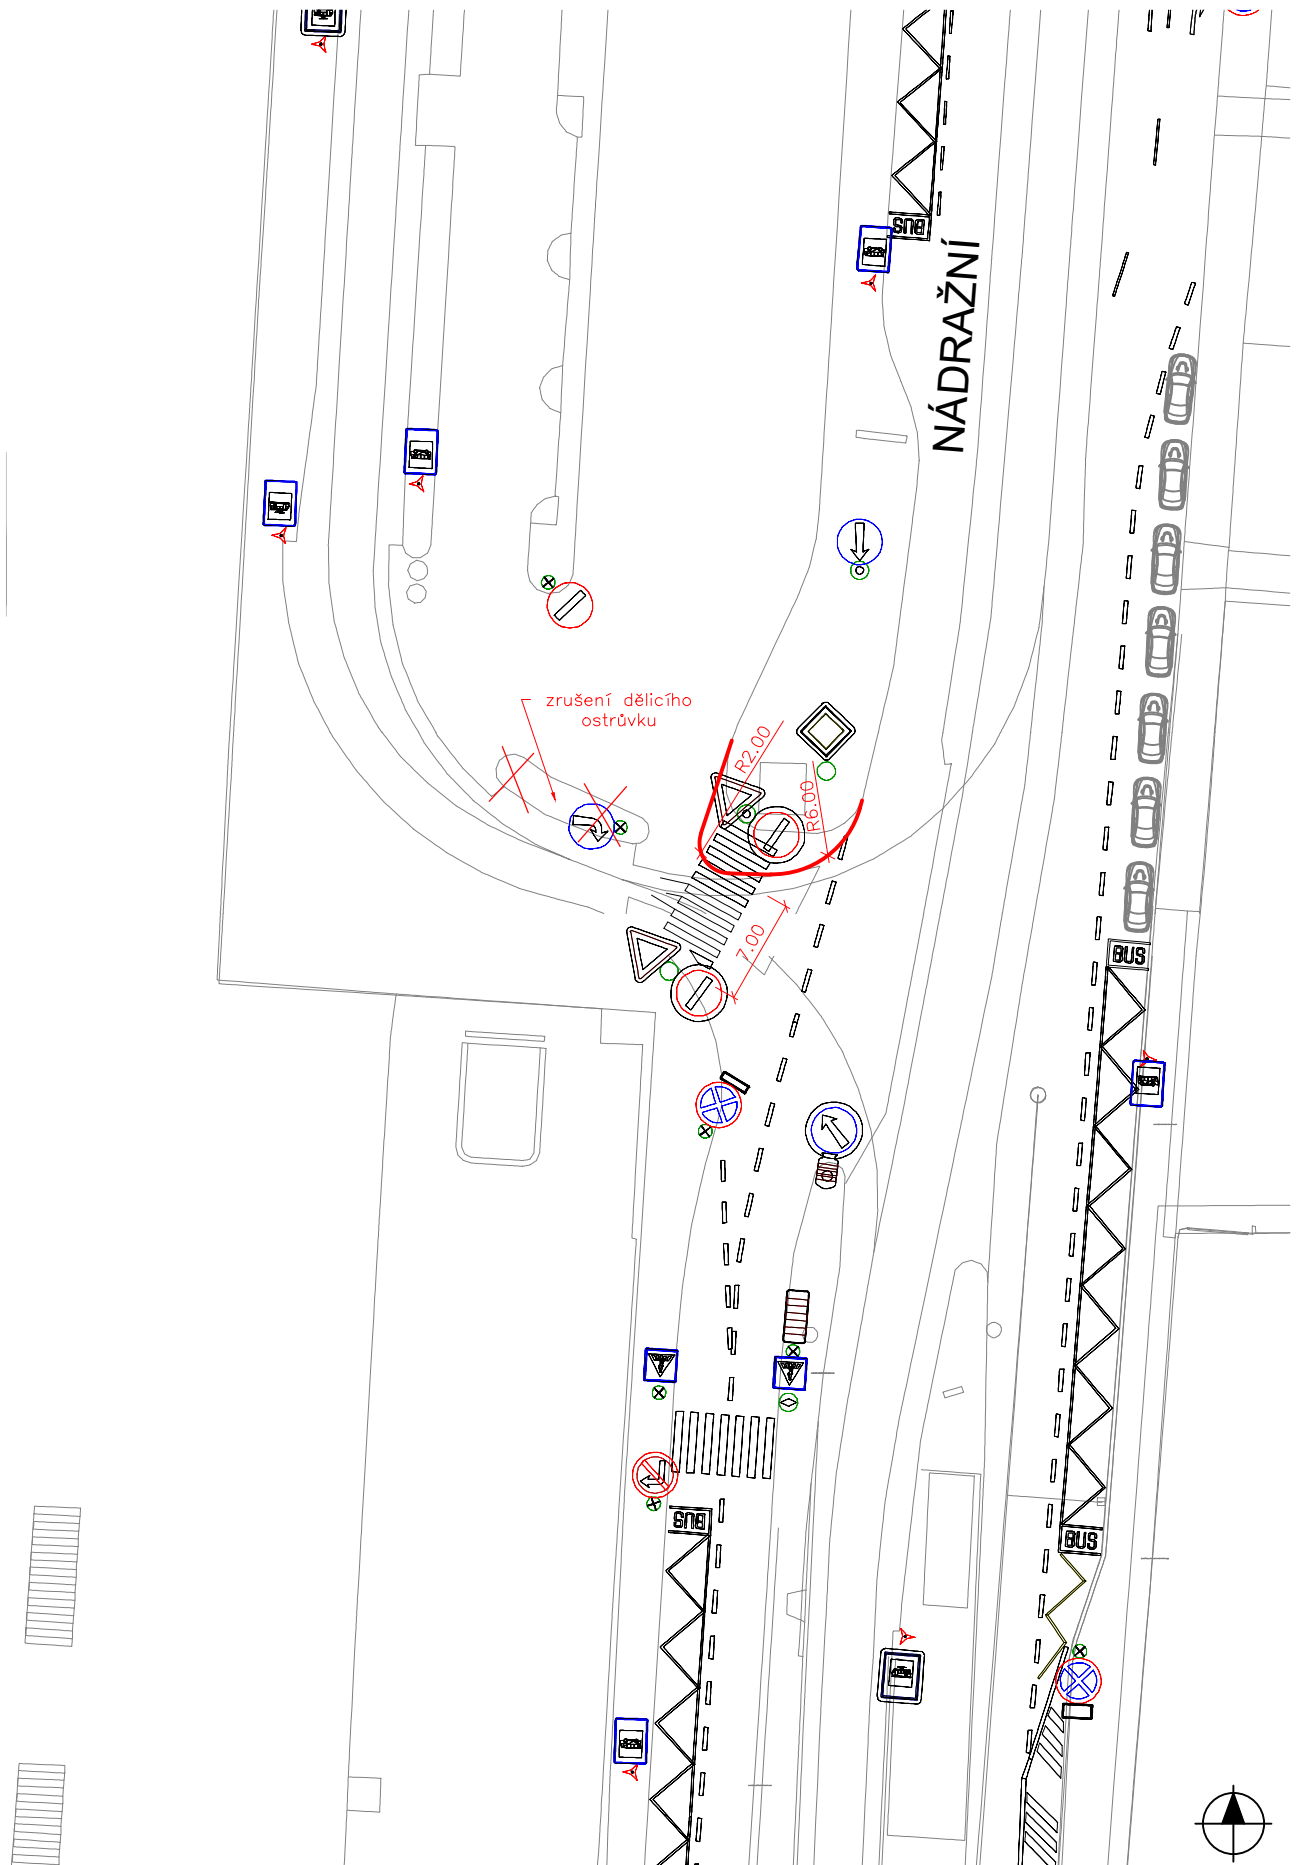 BUS
NÁDRAŽNÍ
zrušení dělicího
ostrůvku
R2.00
R6.00
7.00
BUS
BUS
BUS